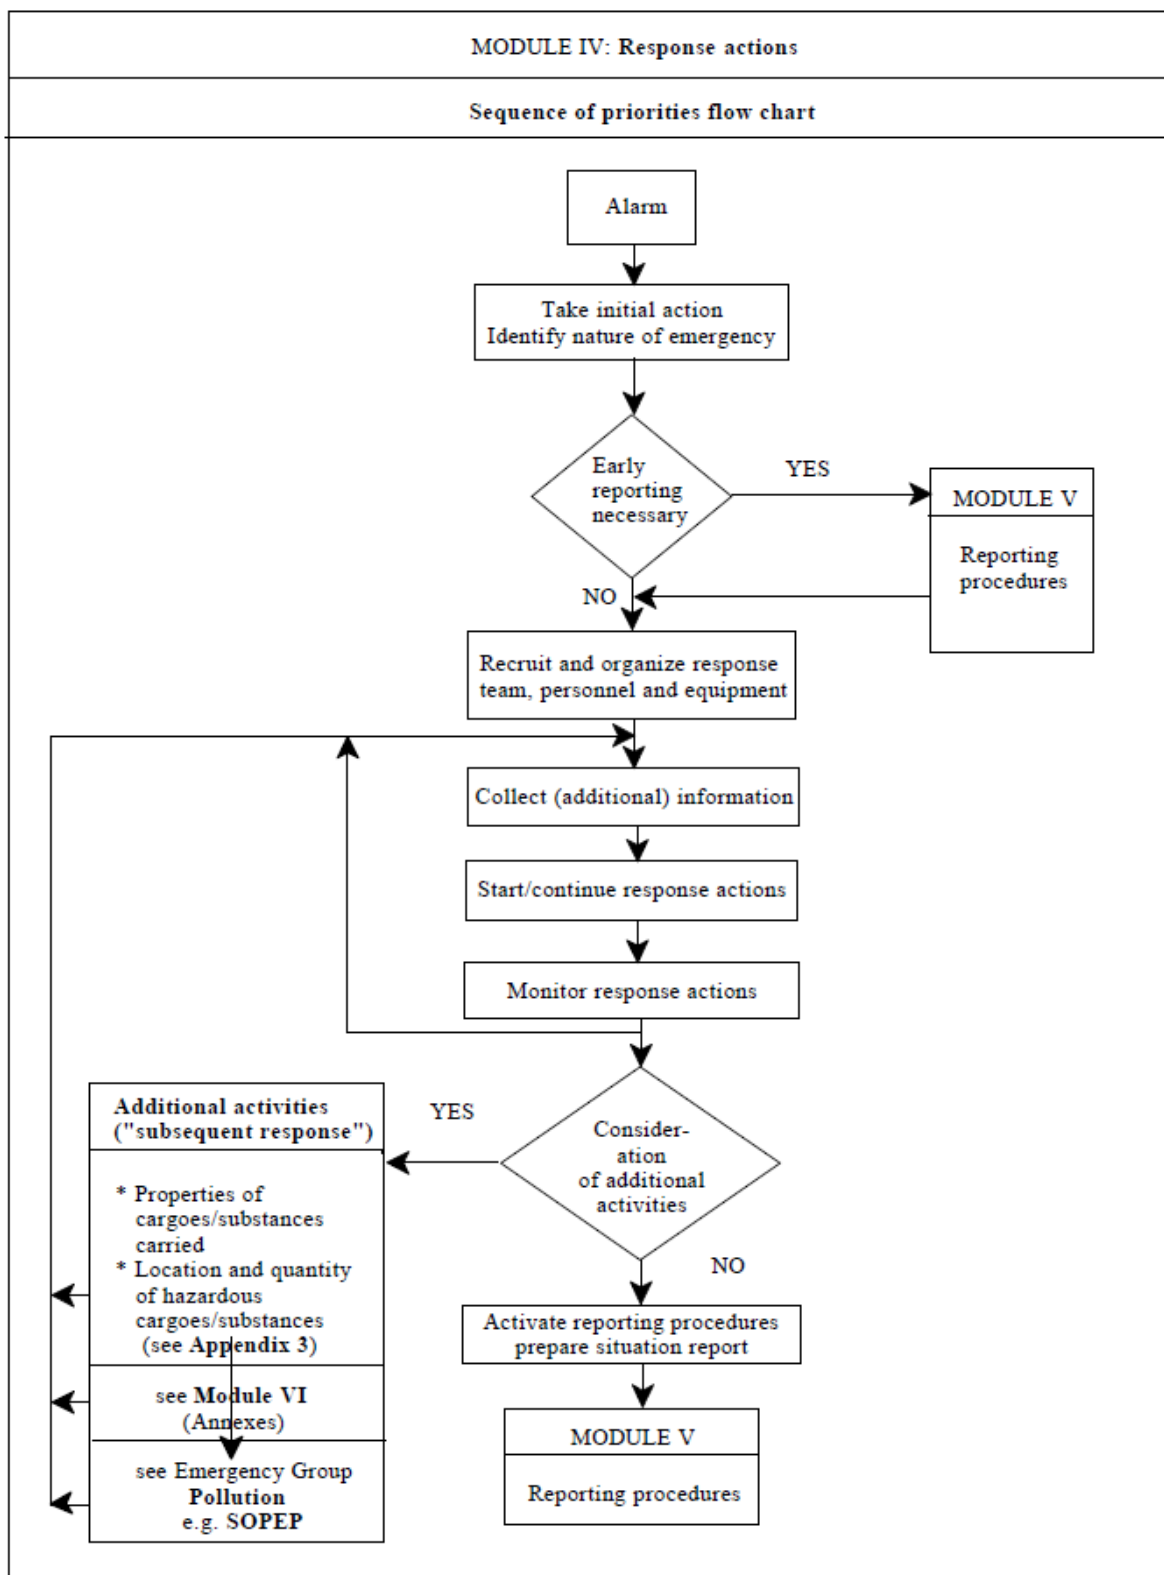 MODULE IV: Response actions
Sequence of priorities flow chart
Alarm
Take initial action
Identify nature of emergency
Early
reporting
necessary
YES
MODULE V
Reporting
procedures
NO
Recruit and organize response
team, personnel and equipment
Collect (additional) information
Start/continue response actions
Monitor response actions
Additional activities
("subsequent response")
YES
Consider-
ation
of additional
activities
* Properties of
cargoes/substances
carried
* Location and quantity
of hazardous
cargoes/substances
(see Appendix 3)
NO
Activate reporting procedures
prepare situation report
see Module VI
(Annexes)
MODULE V
Reporting procedures
see Emergency Group
Pollution
e.g. SOPEP